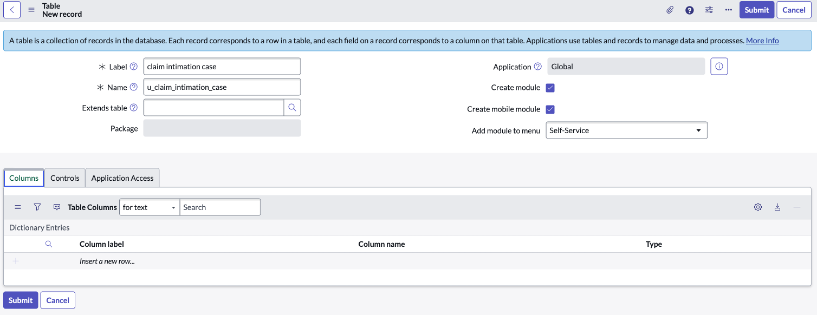 Table
New record
Submit
Cancel
A table is a collection of records in the database. Each record corresponds to a row in a table, and each field on a record corresponds to a column on that table. Applications use tables and records to manage data and processes. More Info
Label
claim intimation case
Application
Global
Name
u_claim_intimation_case
Create module
Extends table
Create mobile module
Package
Add module to menu
Self-Service
Columns
Controls
Application Access
Table Columns
for text
Search
Dictionary Entries
Column label
Column name
Type
Insert a new row...
Submit
Cancel